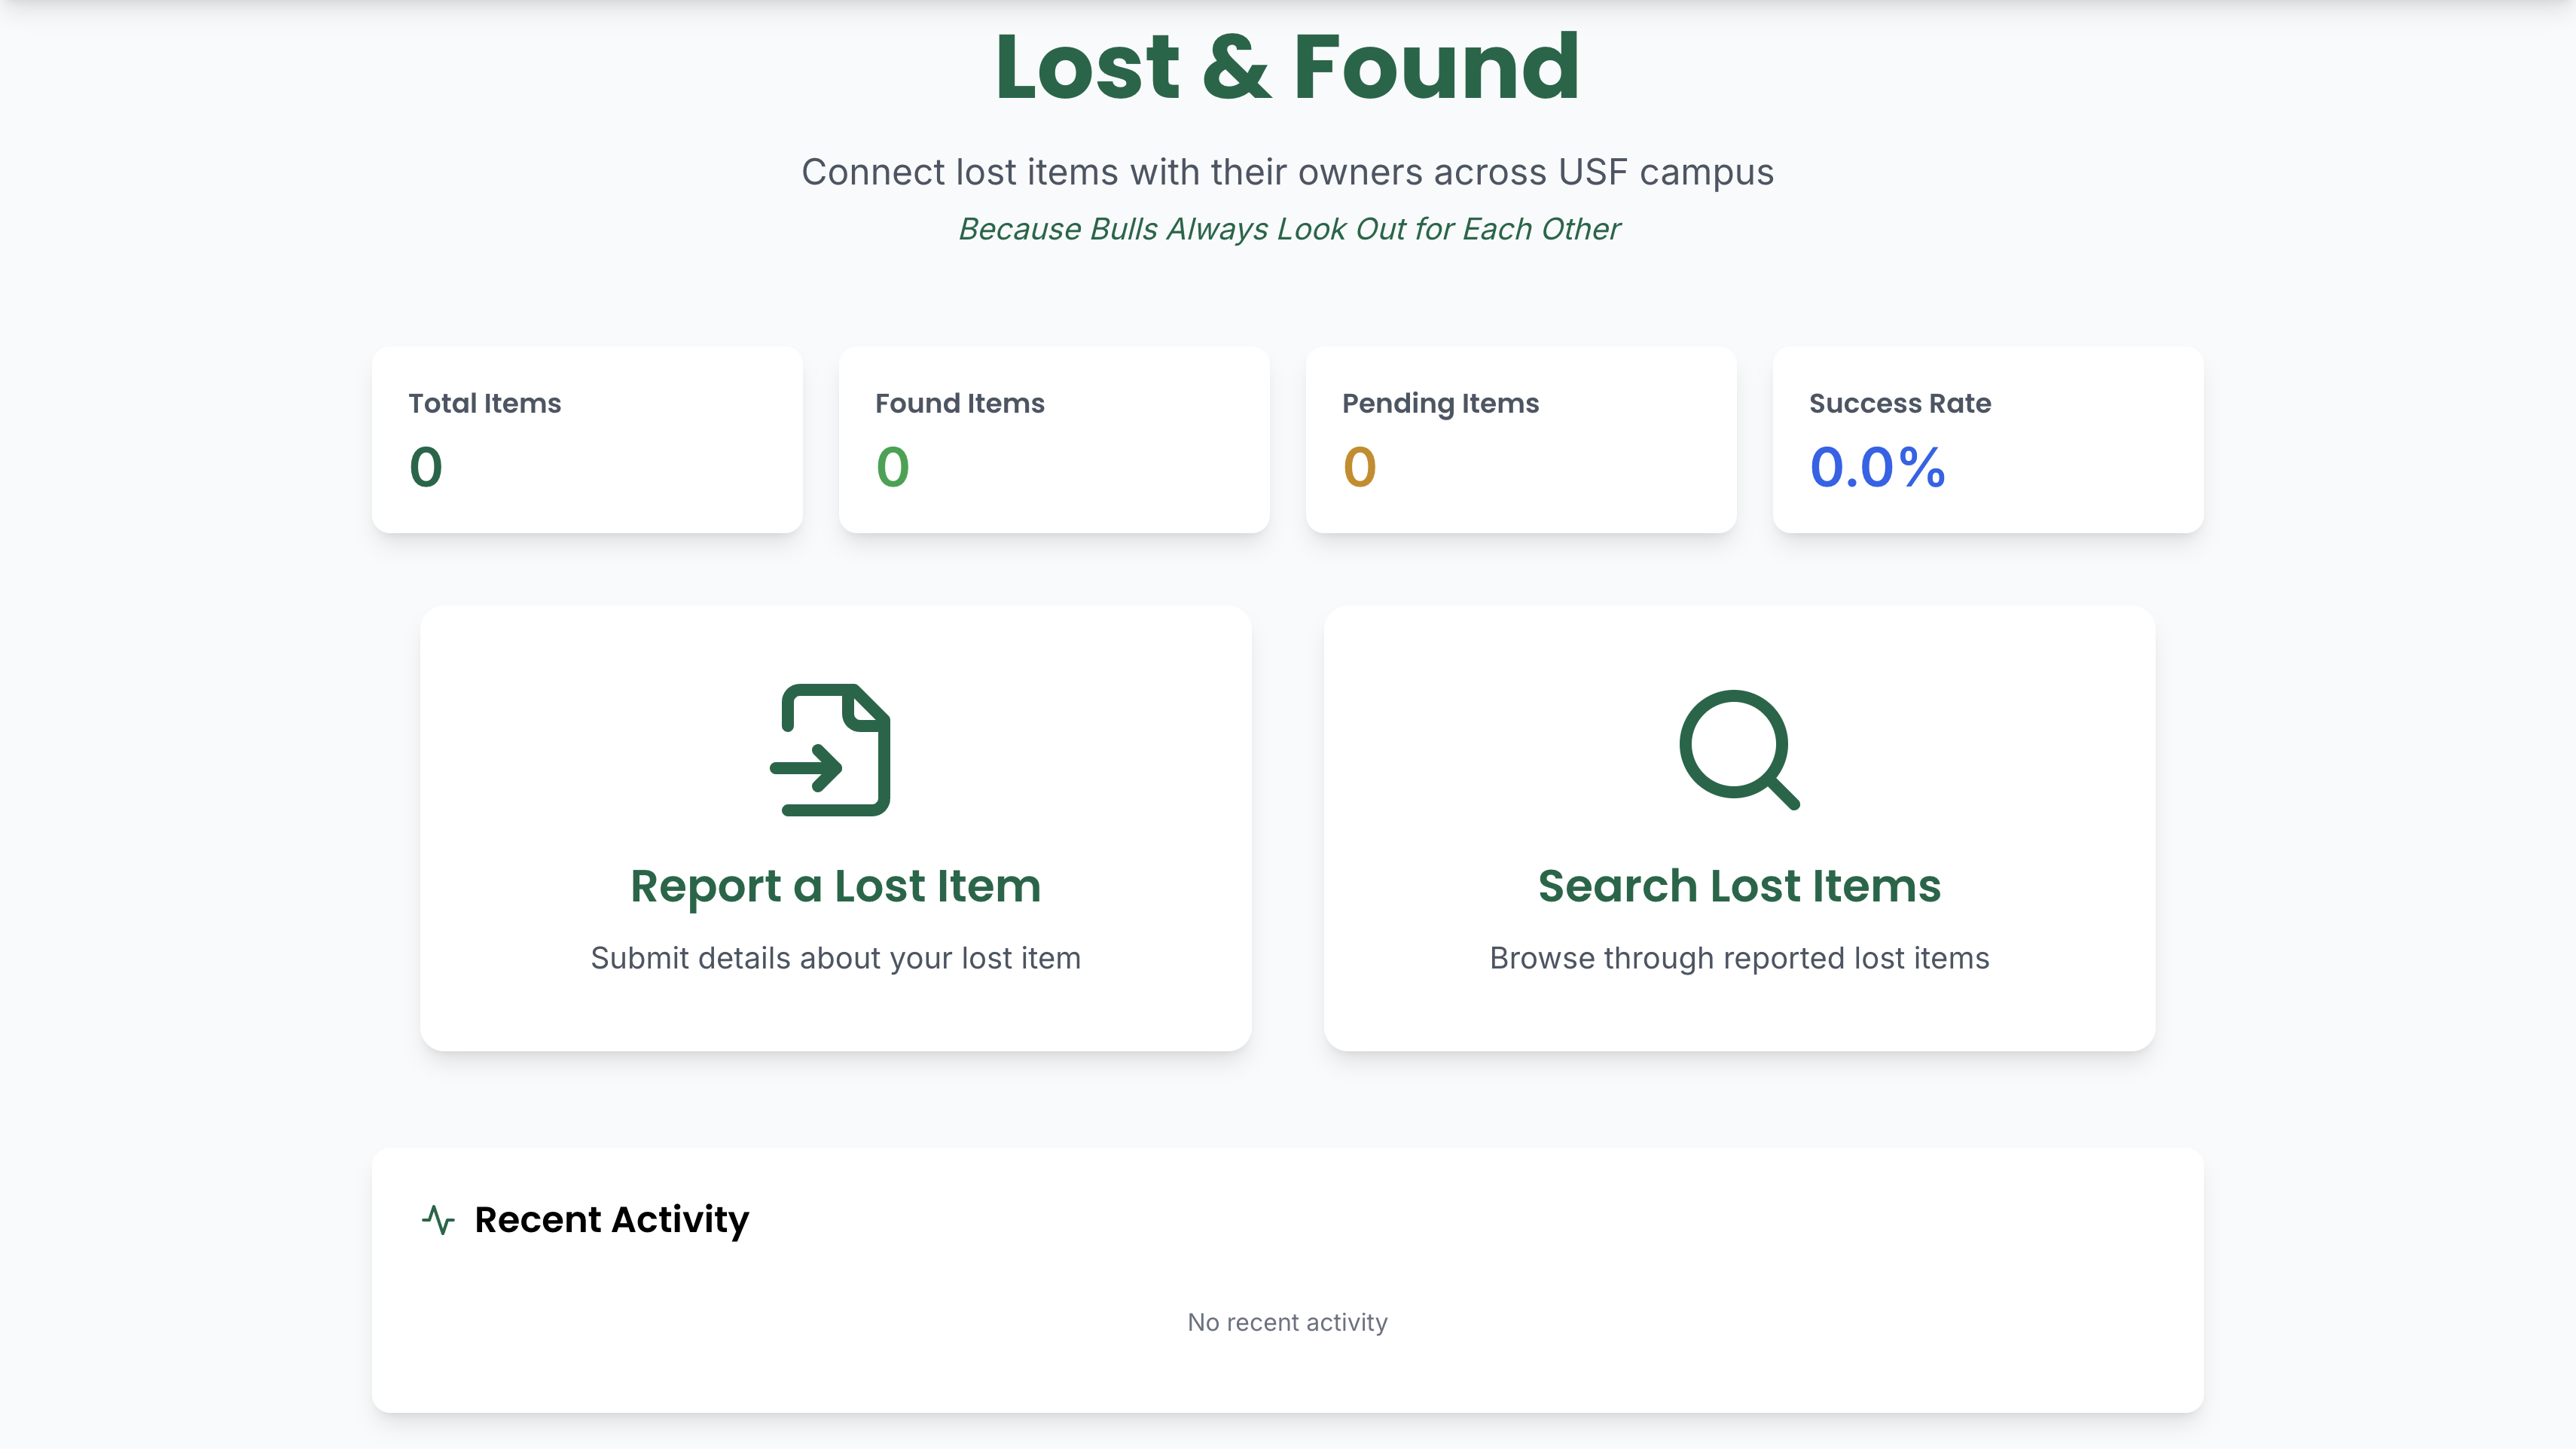 Lost & Found
Connect lost items with their owners across USF campus
Because Bulls Always Look Out for Each Other
Total Items
0
Found Items
0
Pending Items
0
Success Rate
0.0%
Report a Lost Item
Submit details about your lost item
Search Lost Items
Browse through reported lost items
Recent Activity
No recent activity